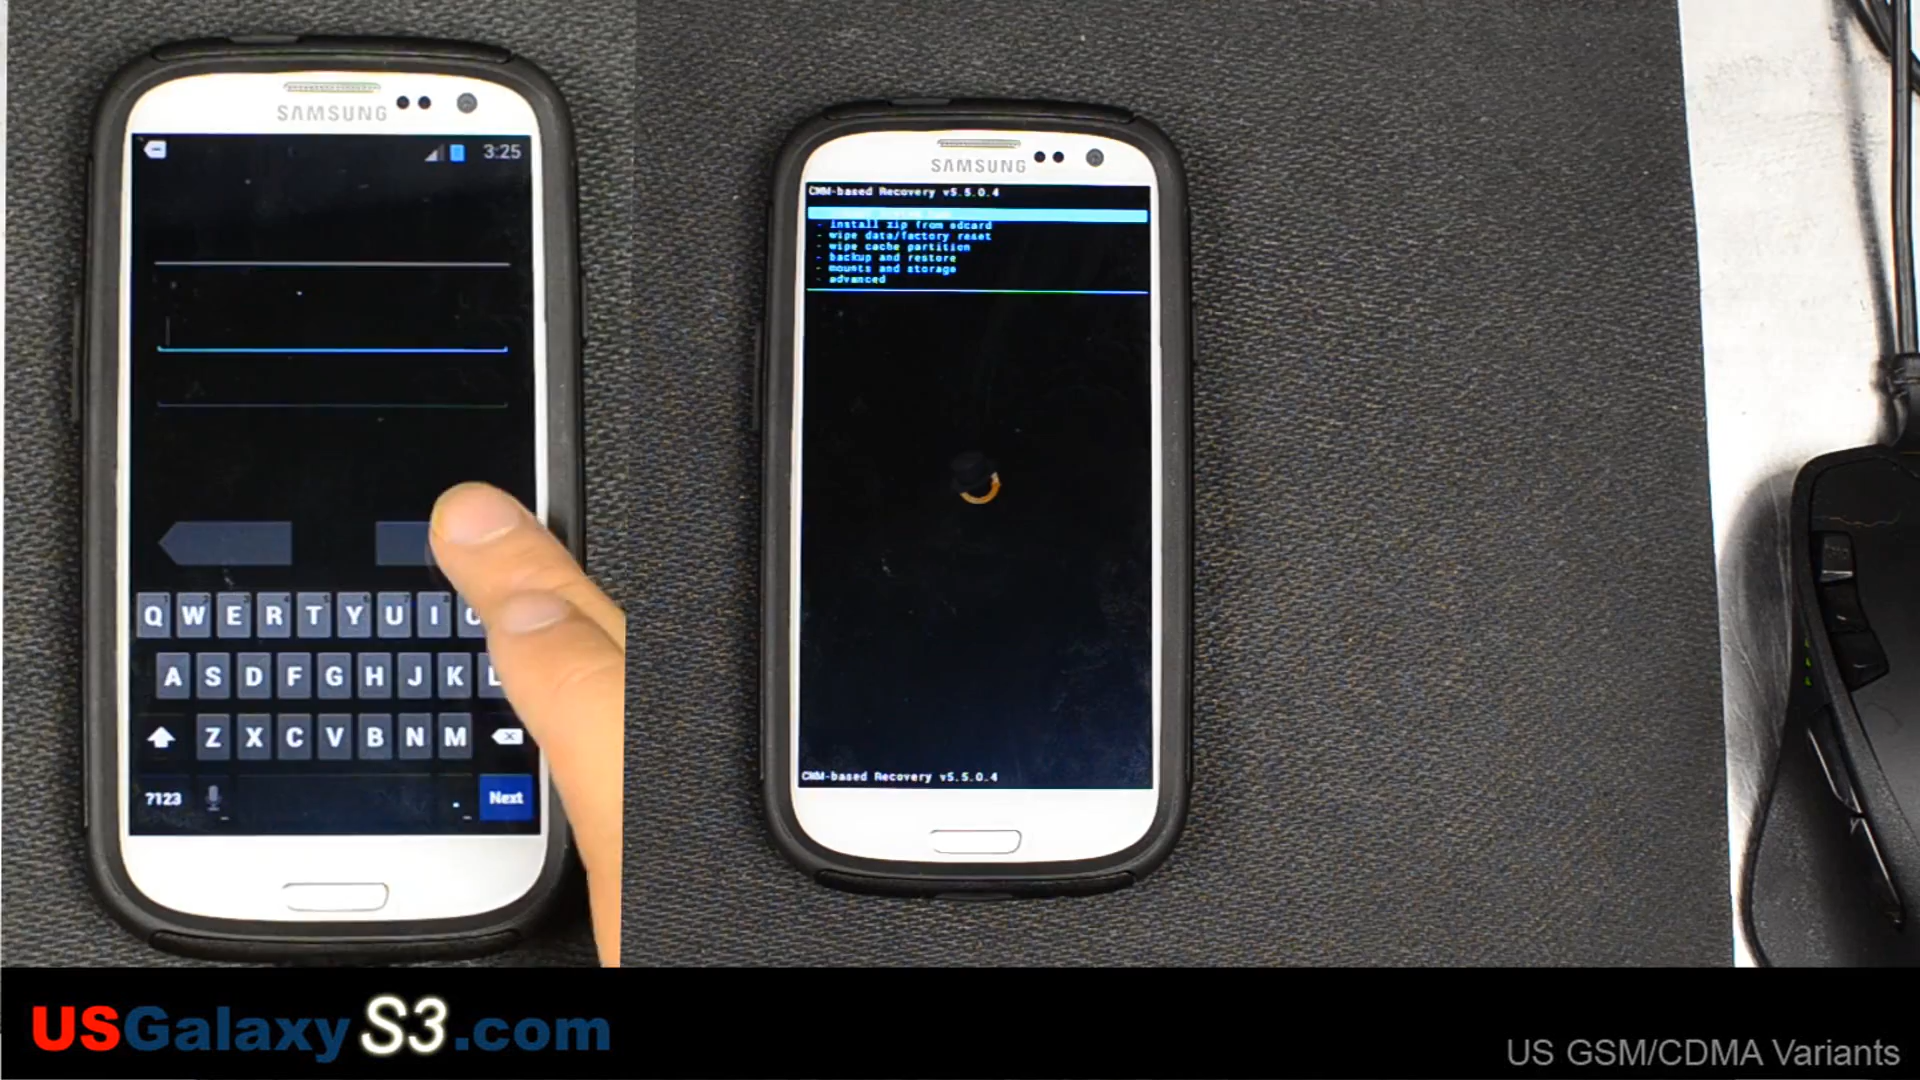 SAMSUNG
3:25
Q W E R T Y U I
A S D F G H J K L
Z X C V B N M
?123
.
Next
SAMSUNG
CWM-based Recovery v5.5.0.4
- install zip from sdcard
- wipe data/factory reset
- wipe cache partition
- backup and restore
- mounts and storage
- advanced
CWM-based Recovery v5.5.0.4
USGalaxy S3.com
US GSM/CDMA Variants